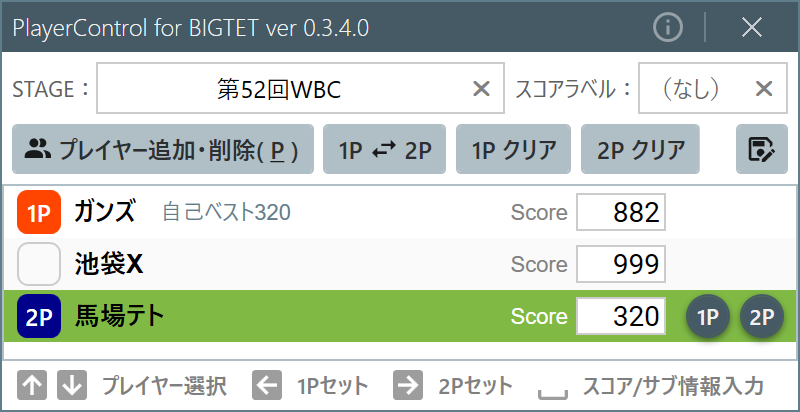 PlayerControl for BIGTET ver 0.3.4.0
STAGE： 第52回WBC スコアラベル： （なし）
プレイヤー追加・削除( P ) 1P 2P 1P クリア 2P クリア
1P ガンズ 自己ベスト320 Score 882
池袋X Score 999
2P 馬場テト Score 320 1P 2P
プレイヤー選択 1Pセット 2Pセット スコア/サブ情報入力